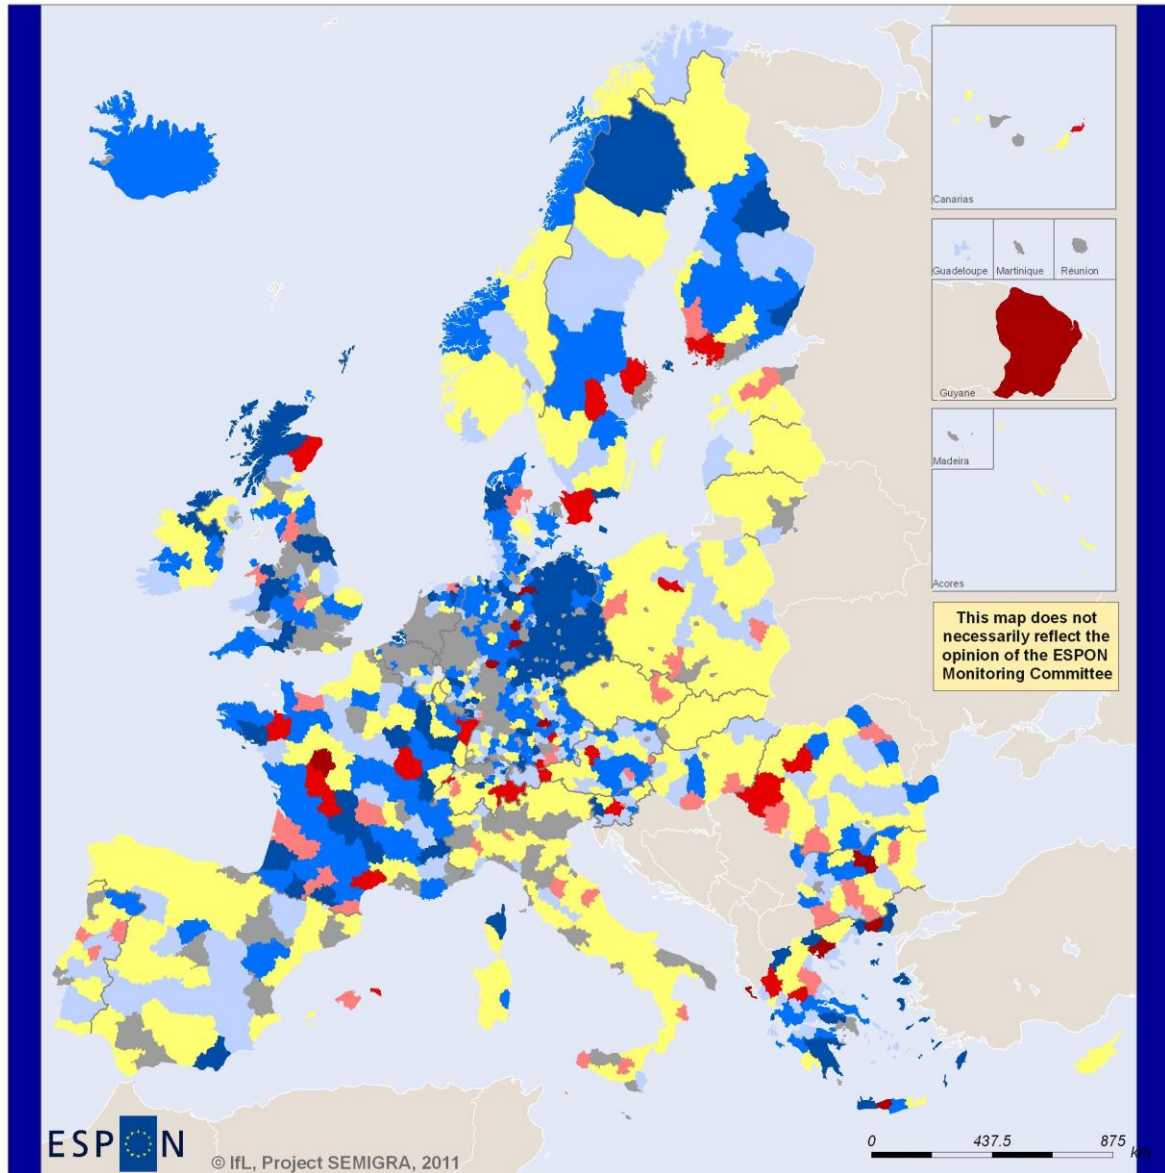 Canarias
Guadeloupe
Martinique
Réunion
Guyane
Madeira
Acores
This map does not
necessarily reflect the
opinion of the ESPON
Monitoring Committee
ESPON
© IfL, Project SEMIGRA, 2011
0
437.5
875
km